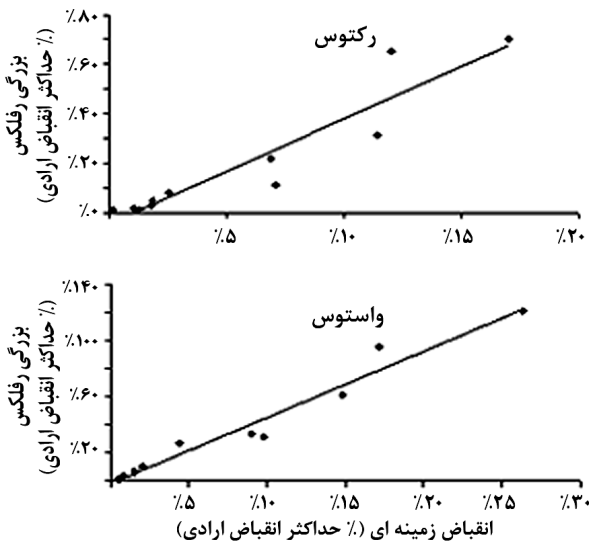 رکتوس
بزرگی رفلکس
(٪ حداکثر انقباض ارادی)
٪۸۰
٪۶۰
٪۴۰
٪۲۰
٪۰
٪۵ ٪۱۰ ٪۱۵ ٪۲۰
واستوس
بزرگی رفلکس
(٪ حداکثر انقباض ارادی)
٪۱۴۰
٪۱۰۰
٪۶۰
٪۲۰
٪۵ ٪۱۰ ٪۱۵ ٪۲۰ ٪۲۵ ٪۳۰
انقباض زمینه ای (٪ حداکثر انقباض ارادی)